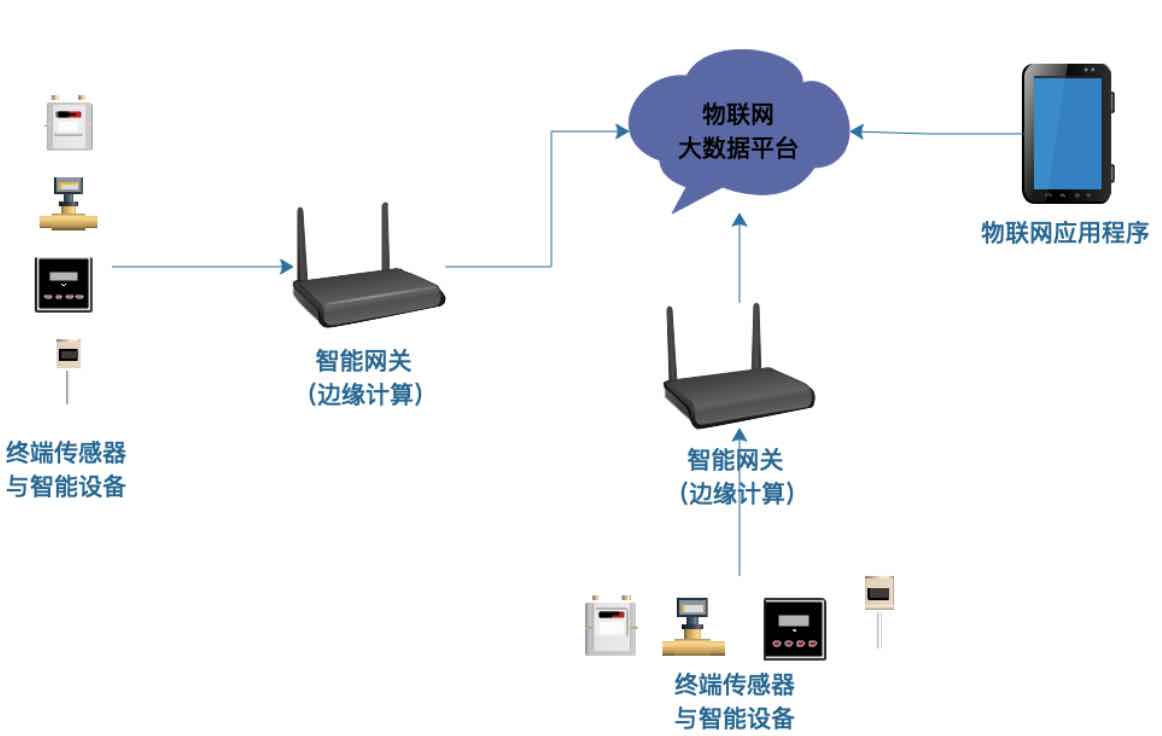 物联网
大数据平台
物联网应用程序
智能网关
（边缘计算）
终端传感器
与智能设备
智能网关
（边缘计算）
终端传感器
与智能设备